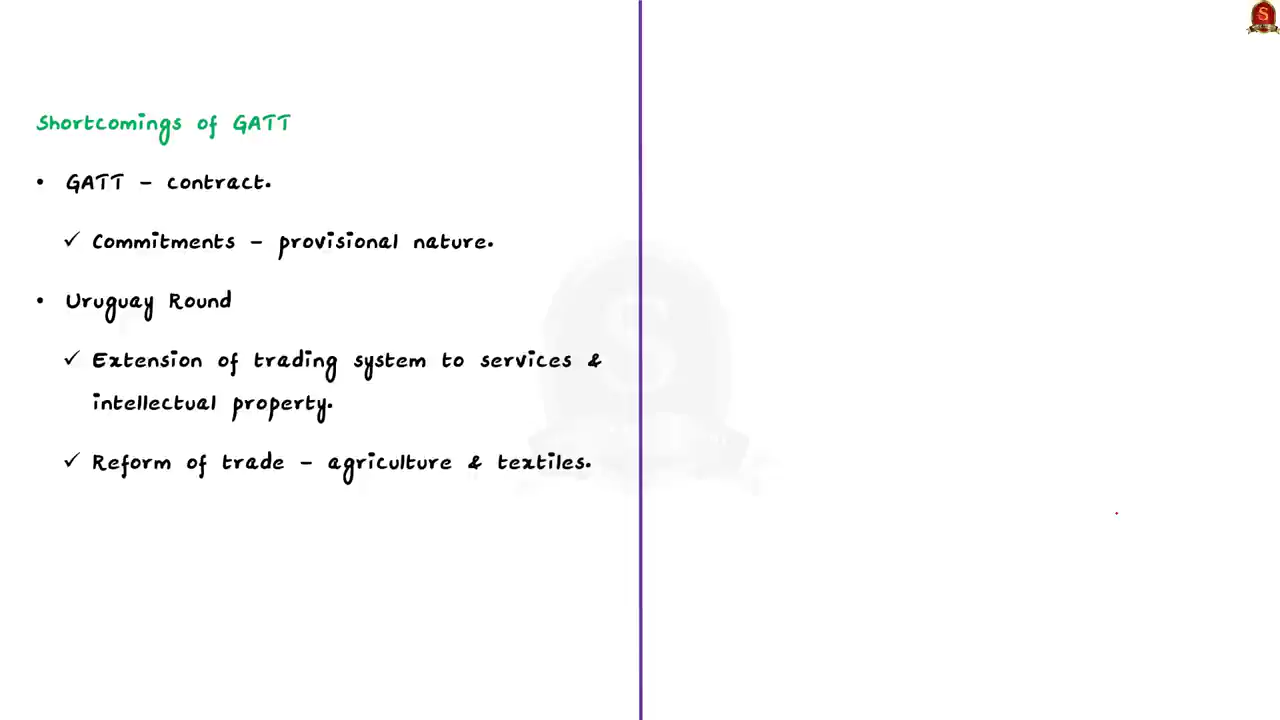 Shortcomings of GATT
• GATT – contract.
✓ Commitments – provisional nature.
• Uruguay Round
✓ Extension of trading system to services &
intellectual property.
✓ Reform of trade – agriculture & textiles.
S